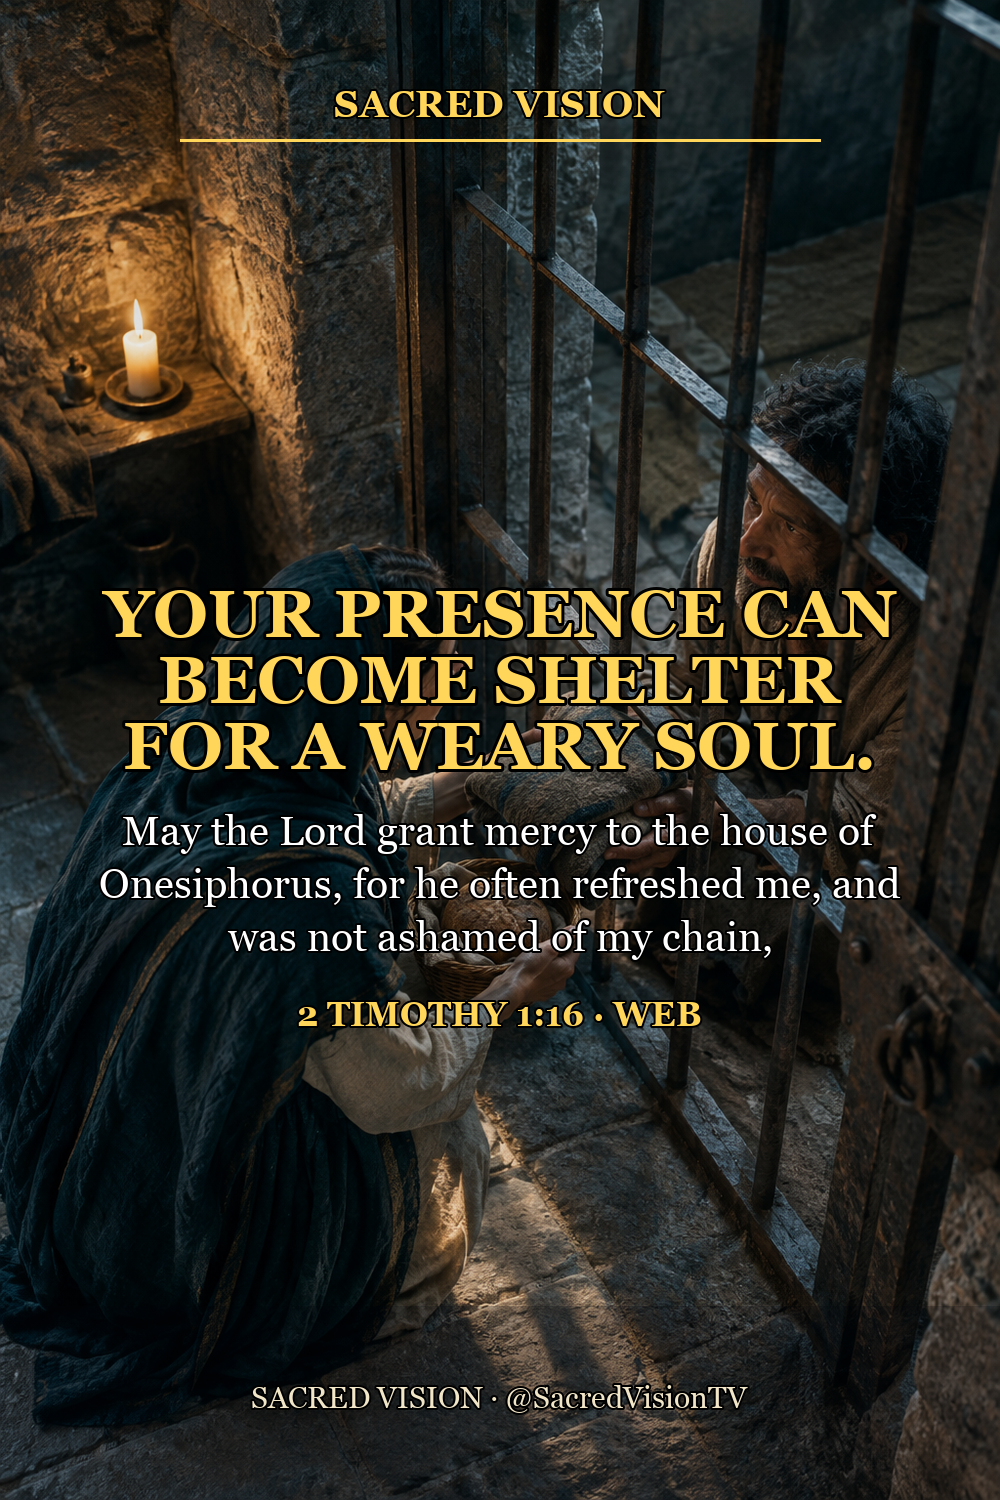 SACRED VISION
YOUR PRESENCE CAN
BECOME SHELTER
FOR A WEARY SOUL.
May the Lord grant mercy to the house of
Onesiphorus, for he often refreshed me, and
was not ashamed of my chain,
2 TIMOTHY 1:16 · WEB
SACRED VISION · @SacredVisionTV